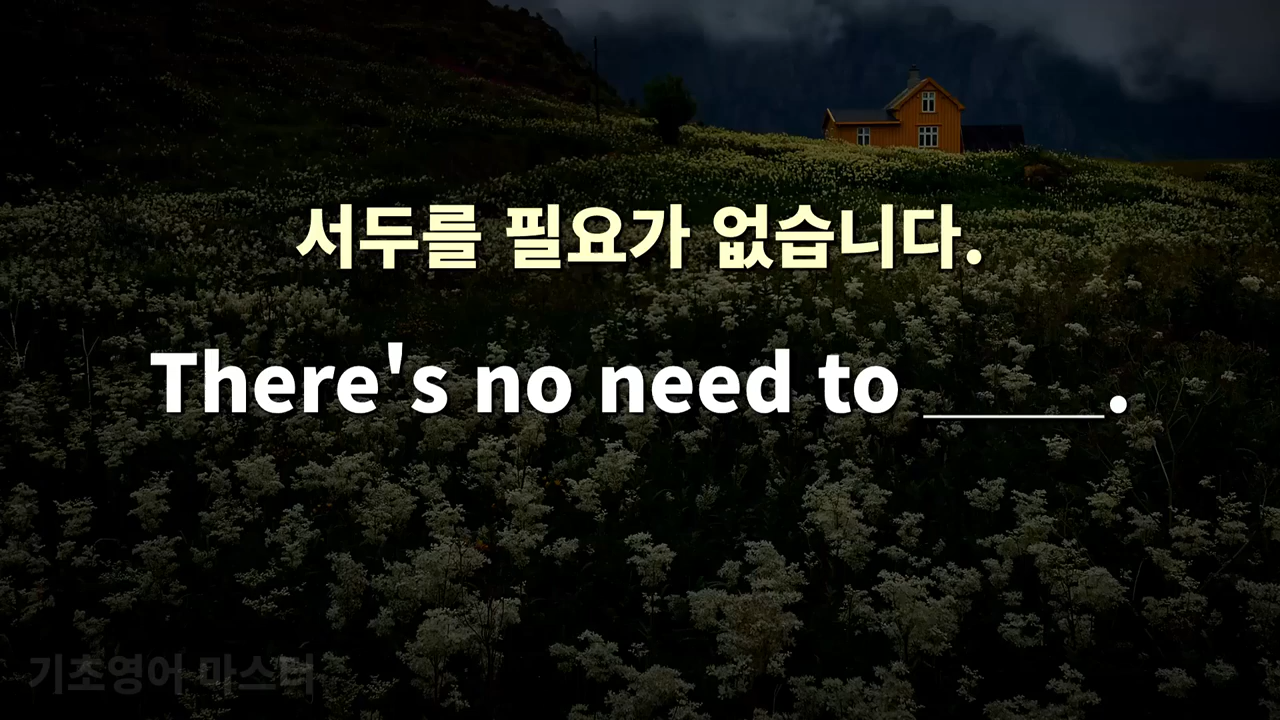 서두를 필요가 없습니다.
There's no need to ____.
기초영어 마스터